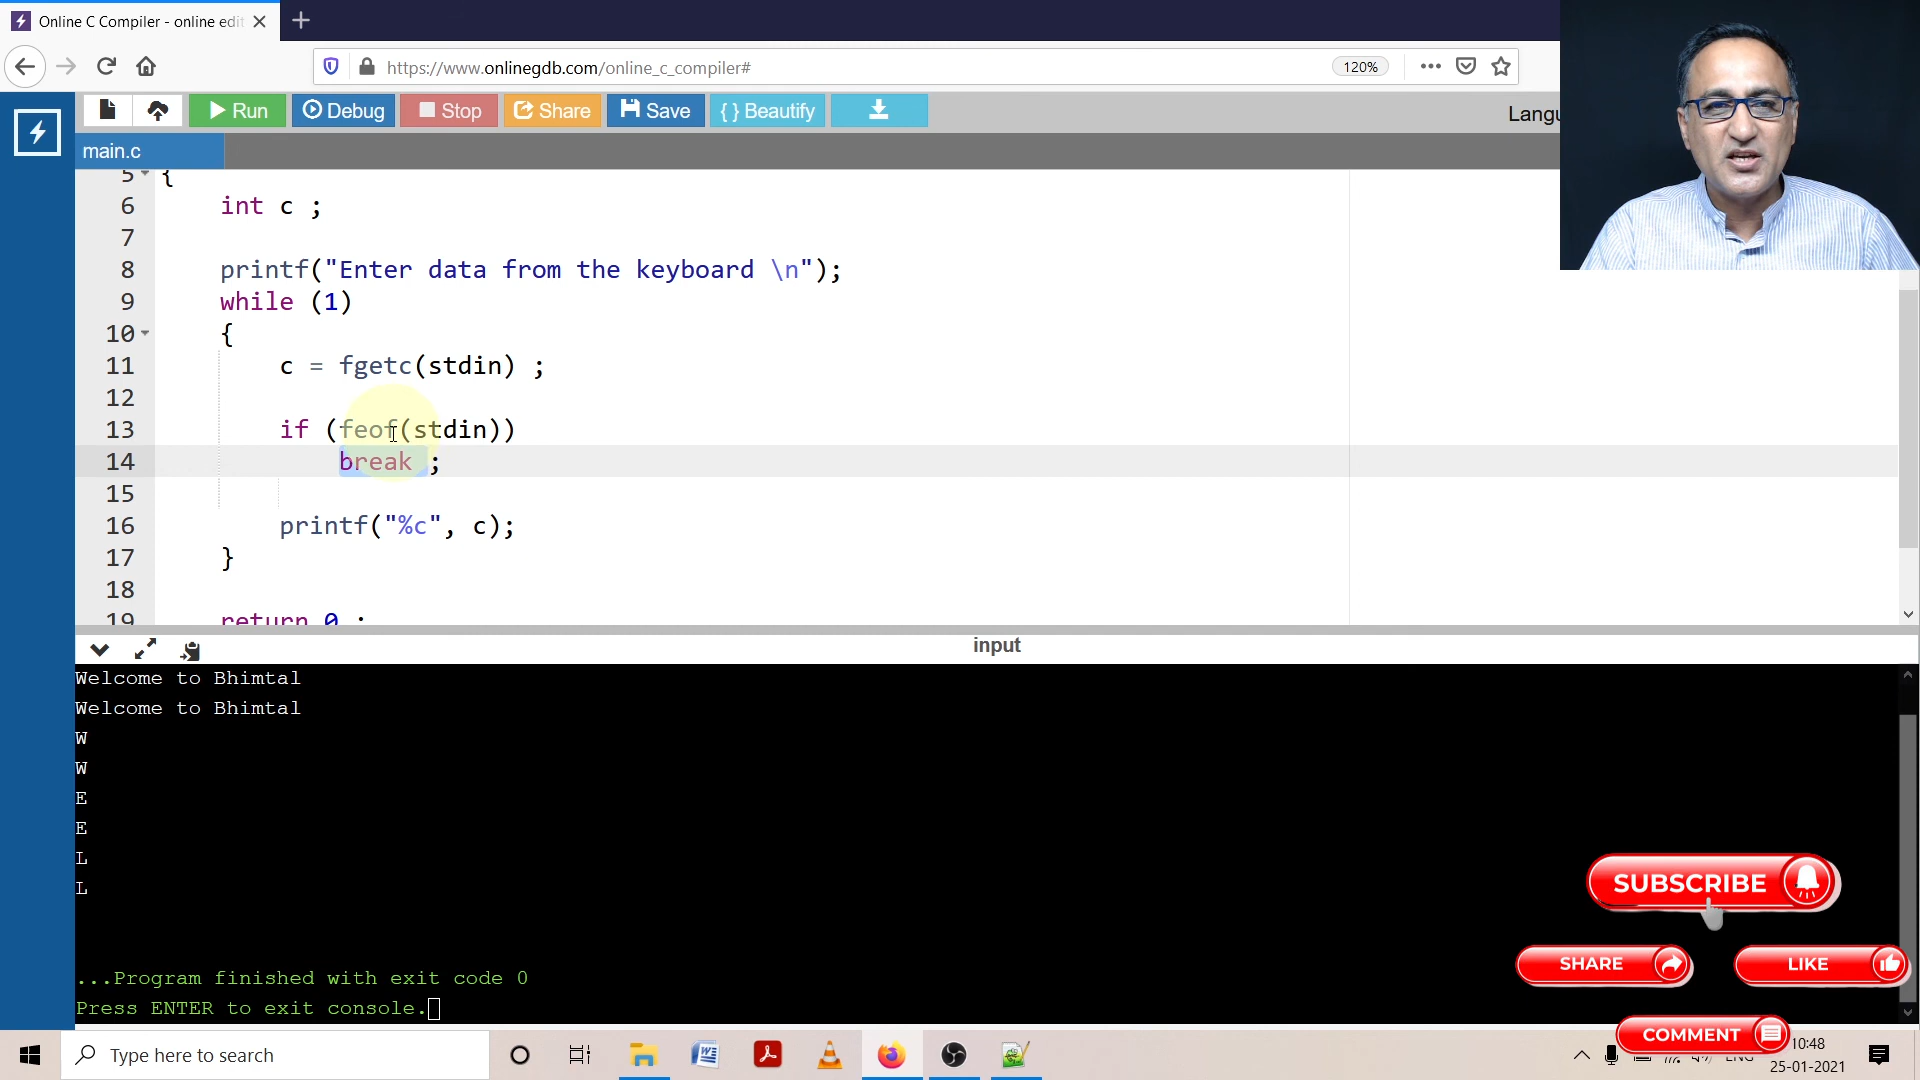 Online C Compiler - online edit
https://www.onlinegdb.com/online_c_compiler#
120%
Run
Debug
Stop
Share
Save
{ } Beautify
Langu
main.c
5 {
6 int c ;
7
8 printf("Enter data from the keyboard \n");
9 while (1)
10 {
11 c = fgetc(stdin) ;
12
13 if (feof(stdin))
14 break ;
15
16 printf("%c", c);
17 }
18
19 return 0 ;
input
Welcome to Bhimtal
Welcome to Bhimtal
W
W
E
E
L
L
...Program finished with exit code 0
Press ENTER to exit console.
SUBSCRIBE
SHARE
LIKE
COMMENT
Type here to search
ENG
10:48
25-01-2021